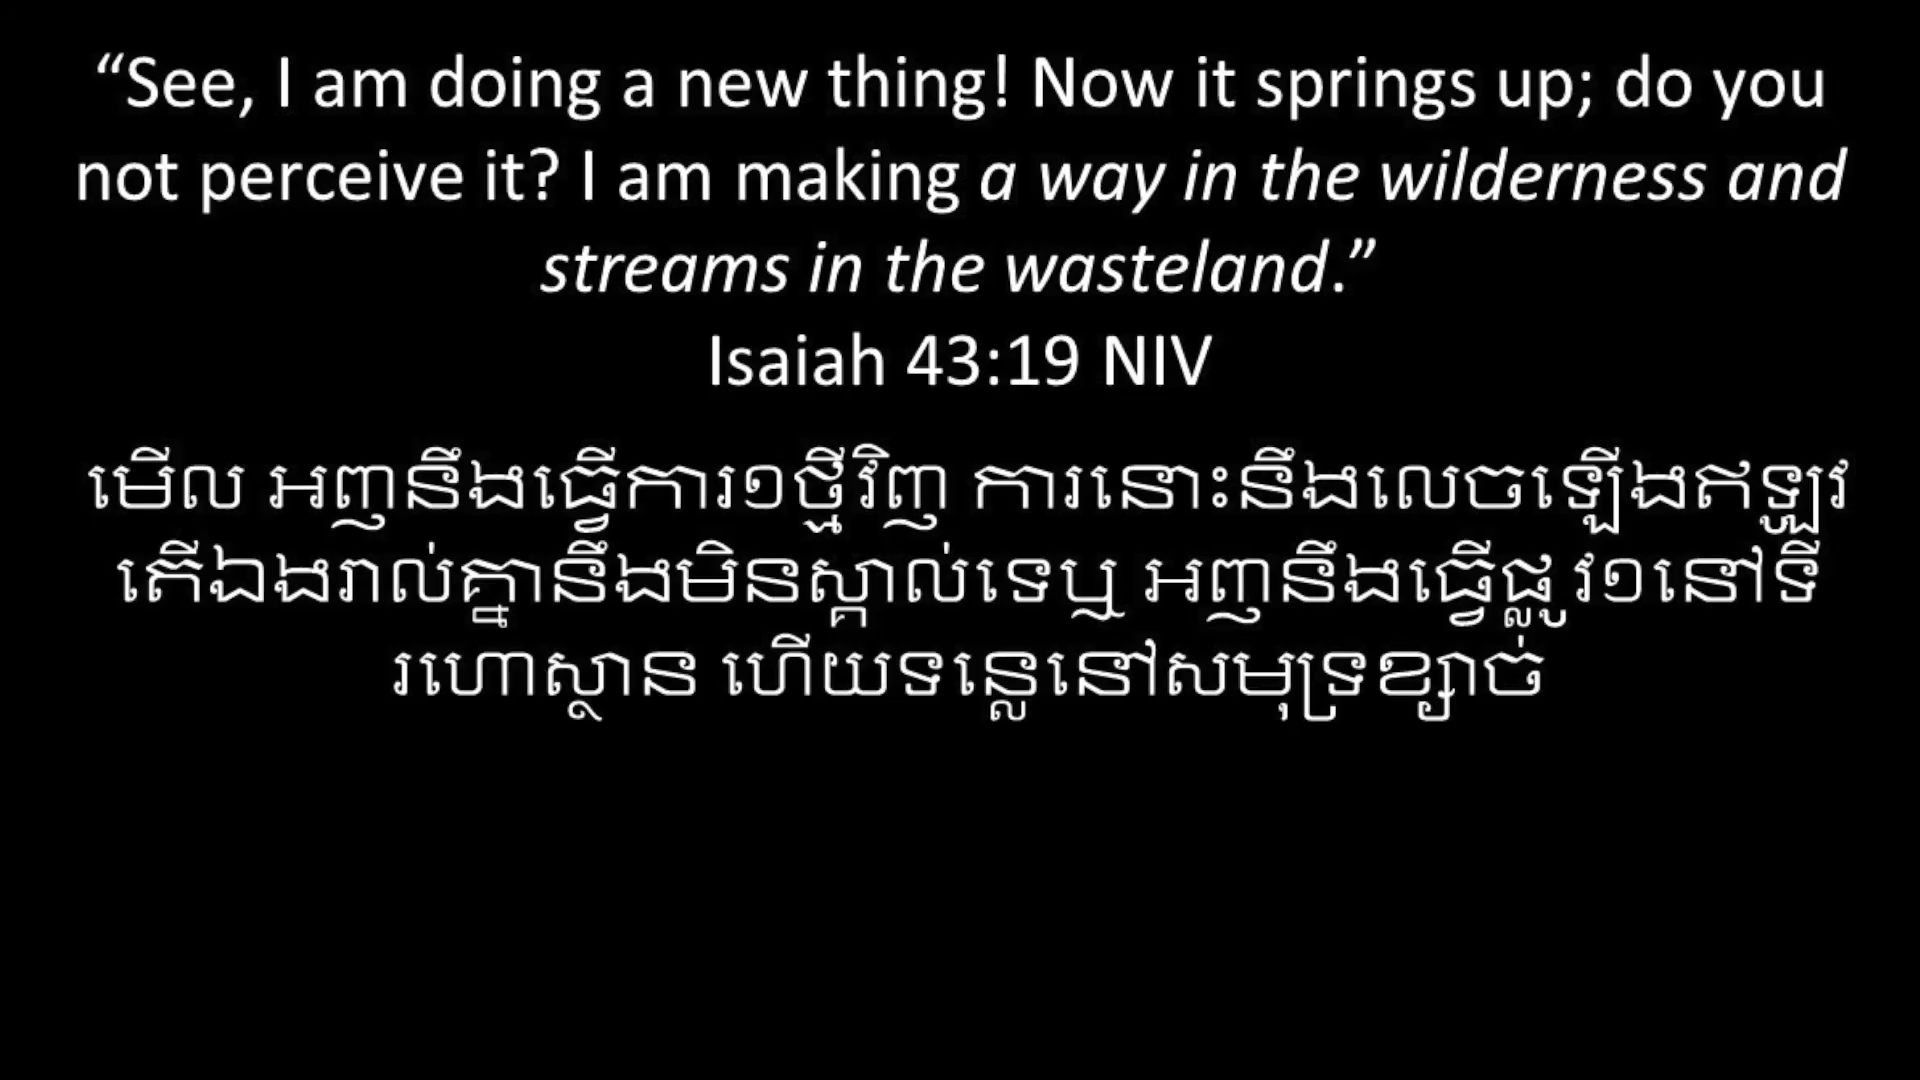 “See, I am doing a new thing! Now it springs up; do you
not perceive it? I am making a way in the wilderness and
streams in the wasteland.”
Isaiah 43:19 NIV
មើល អញនឹងធ្វើការ១ថ្មីវិញ ការនោះនឹងលេចឡើងឥឡូវ
តើឯងរាល់គ្នានឹងមិនស្គាល់ទេឬ អញនឹងធ្វើផ្លូវ១នៅទី
រហោស្ថាន ហើយទន្លេនៅសមុទ្រខ្សាច់